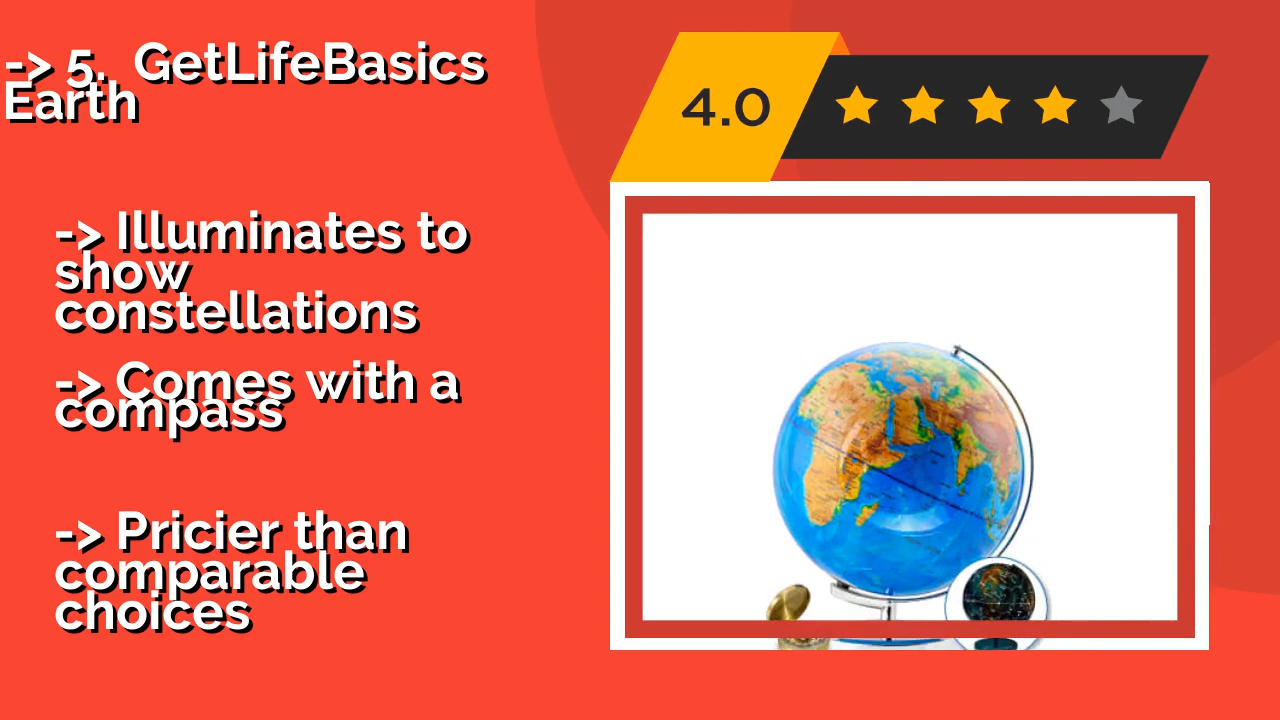 -> 5.  GetLifeBasics
Earth
4.0
-> Illuminates to
show
constellations
-> Comes with a
compass
-> Pricier than
comparable
choices